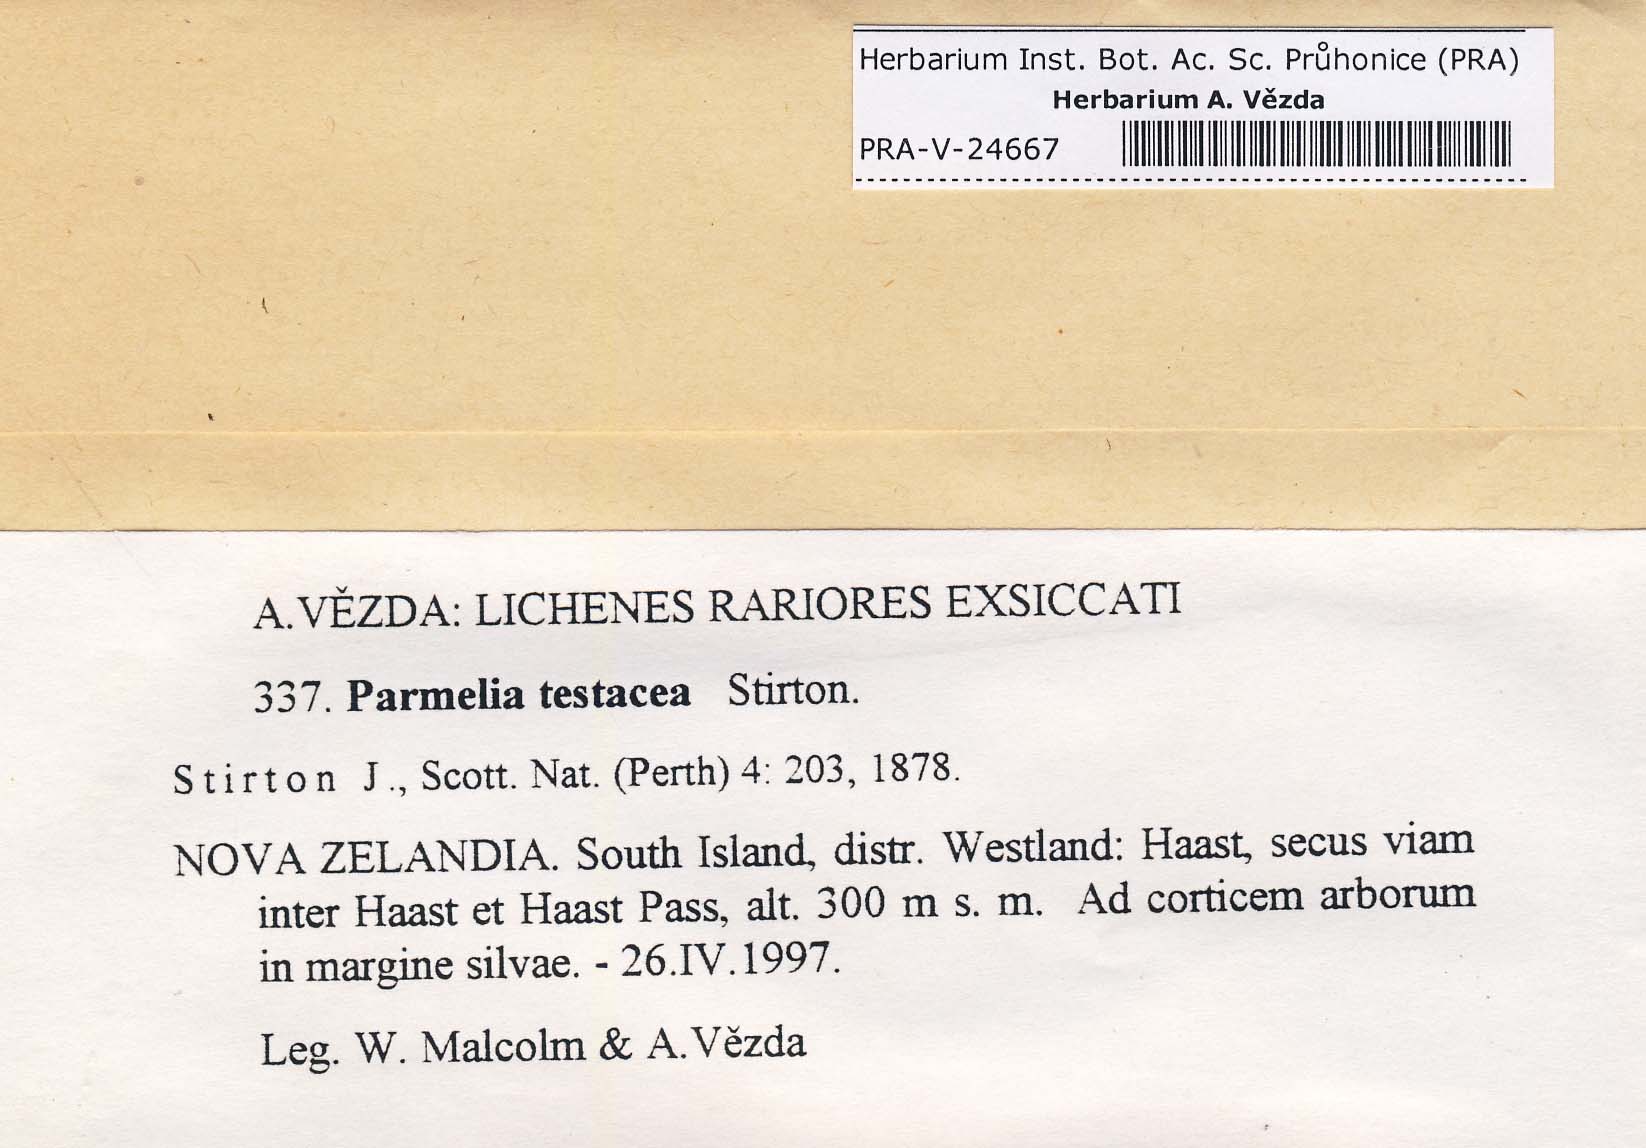 Herbarium Inst. Bot. Ac. Sc. Průhonice (PRA)
Herbarium A. Vězda
PRA-V-24667
A. VĚZDA: LICHENES RARIORES EXSICCATI
337. Parmelia testacea Stirton.
Stirton J., Scott. Nat. (Perth) 4: 203, 1878.
NOVA ZELANDIA. South Island, distr. Westland: Haast, secus viam
inter Haast et Haast Pass, alt. 300 m s. m. Ad corticem arborum
in margine silvae. - 26.IV.1997.
Leg. W. Malcolm & A. Vězda